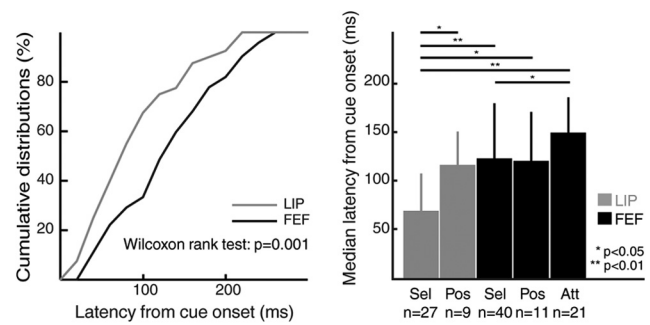 Cumulative distributions (%)
80
60
40
20
LIP
FEF
Wilcoxon rank test: p=0.001
100
200
Latency from cue onset (ms)
Median latency from cue onset (ms)
200
150
100
50
*
**
*
**
*
LIP
FEF
* p<0.05
** p<0.01
Sel Pos Sel Pos Att
n=27 n=9 n=40 n=11 n=21